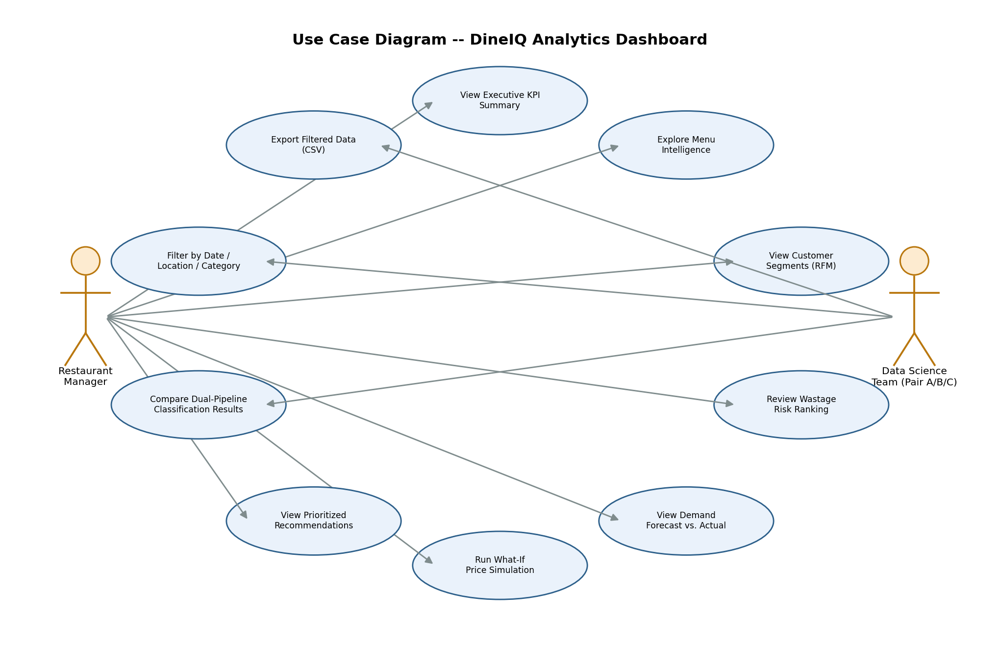 Use Case Diagram -- DineIQ Analytics Dashboard
View Executive KPI
Summary
Export Filtered Data
(CSV)
Explore Menu
Intelligence
Filter by Date /
Location / Category
View Customer
Segments (RFM)
Restaurant
Manager
Data Science
Team (Pair A/B/C)
Compare Dual-Pipeline
Classification Results
Review Wastage
Risk Ranking
View Prioritized
Recommendations
View Demand
Forecast vs. Actual
Run What-If
Price Simulation